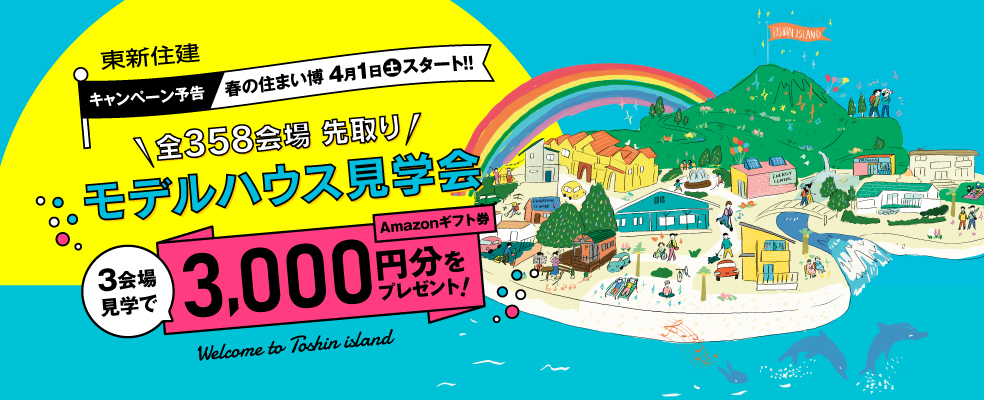 東新住建
キャンペーン予告 春の住まい博 4月1日㊏スタート!!
全358会場 先取り
モデルハウス見学会
3会場
見学で
Amazonギフト券
3,000円分を
プレゼント!
Welcome to Toshin island
TOSHIN ISLAND
ENERGY
CENTRE